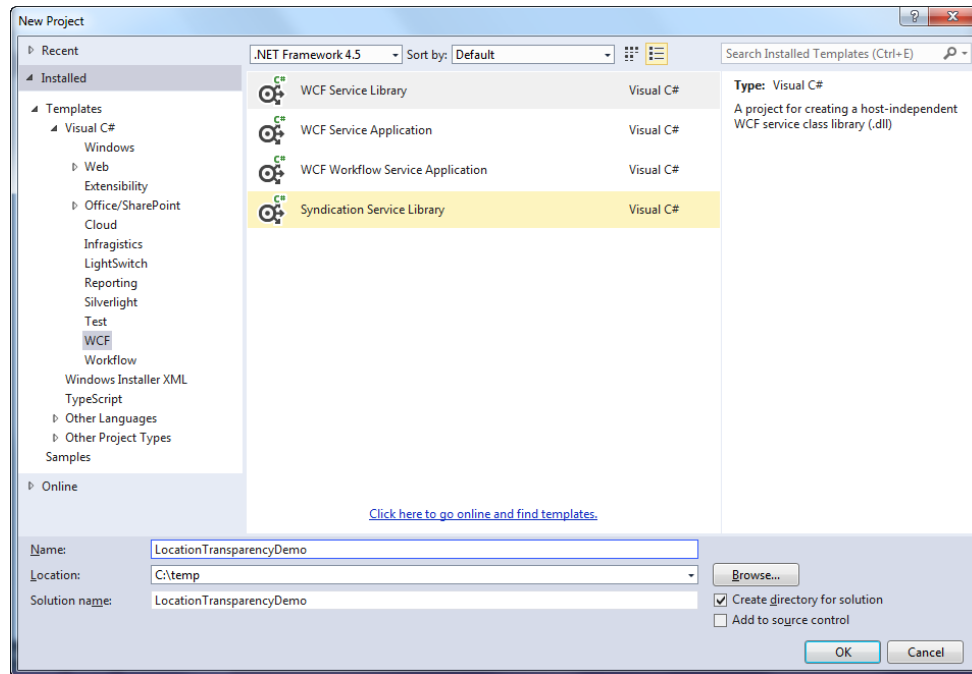 New Project
Recent
.NET Framework 4.5 Sort by: Default
Search Installed Templates (Ctrl+E)
Installed
Templates
Visual C#
Windows
Web
Extensibility
Office/SharePoint
Cloud
Infragistics
LightSwitch
Reporting
Silverlight
Test
WCF
Workflow
Windows Installer XML
TypeScript
Other Languages
Other Project Types
Samples
Online
C# WCF Service Library Visual C#
C# WCF Service Application Visual C#
C# WCF Workflow Service Application Visual C#
C# Syndication Service Library Visual C#
Click here to go online and find templates.
Type: Visual C#
A project for creating a host-independent
WCF service class library (.dll)
Name: LocationTransparencyDemo
Location: C:\temp
Browse...
Solution name: LocationTransparencyDemo
Create directory for solution
Add to source control
OK Cancel